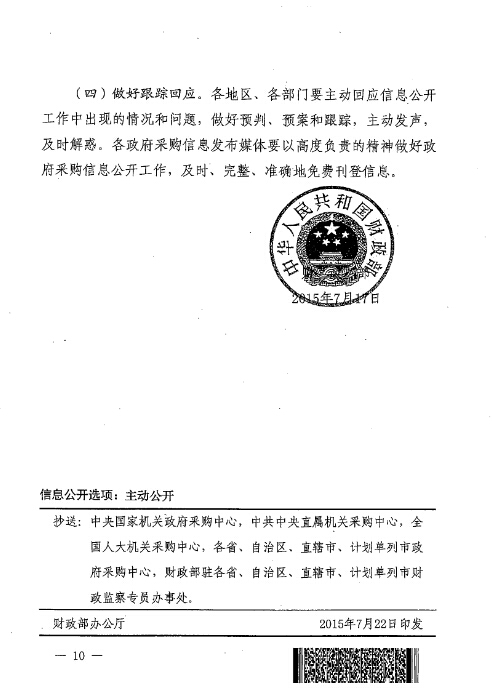 （四）做好跟踪回应。各地区、各部门要主动回应信息公开
工作中出现的情况和问题，做好预判、预案和跟踪，主动发声，
及时解惑。各政府采购信息发布媒体要以高度负责的精神做好政
府采购信息公开工作，及时、完整、准确地免费刊登信息。
中华人民共和国财政部
2015年7月17日
信息公开选项：主动公开
抄送：中央国家机关政府采购中心，中共中央直属机关采购中心，全
国人大机关采购中心，各省、自治区、直辖市、计划单列市政
府采购中心，财政部驻各省、自治区、直辖市、计划单列市财
政监察专员办事处。
财政部办公厅 2015年7月22日印发
— 10 —